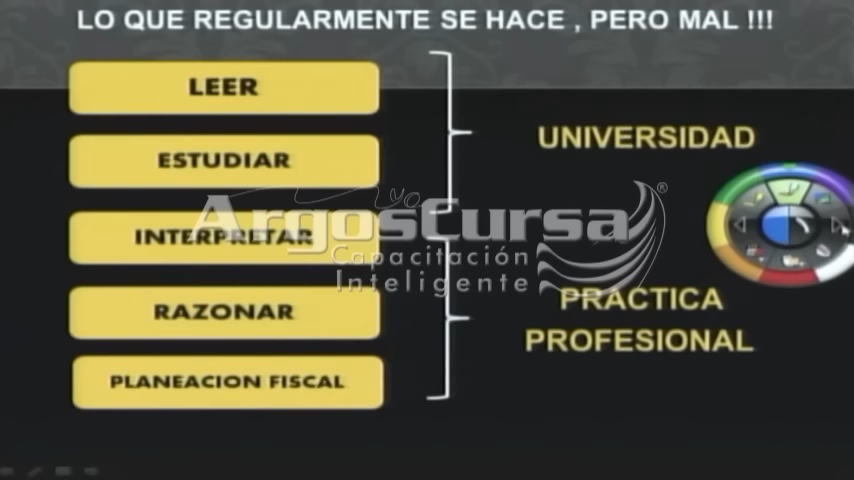 LO QUE REGULARMENTE SE HACE , PERO MAL !!!
LEER
ESTUDIAR
INTERPRETAR
RAZONAR
PLANEACION FISCAL
UNIVERSIDAD
PRACTICA
PROFESIONAL
ArgosCursa®
Capacitación
Inteligente